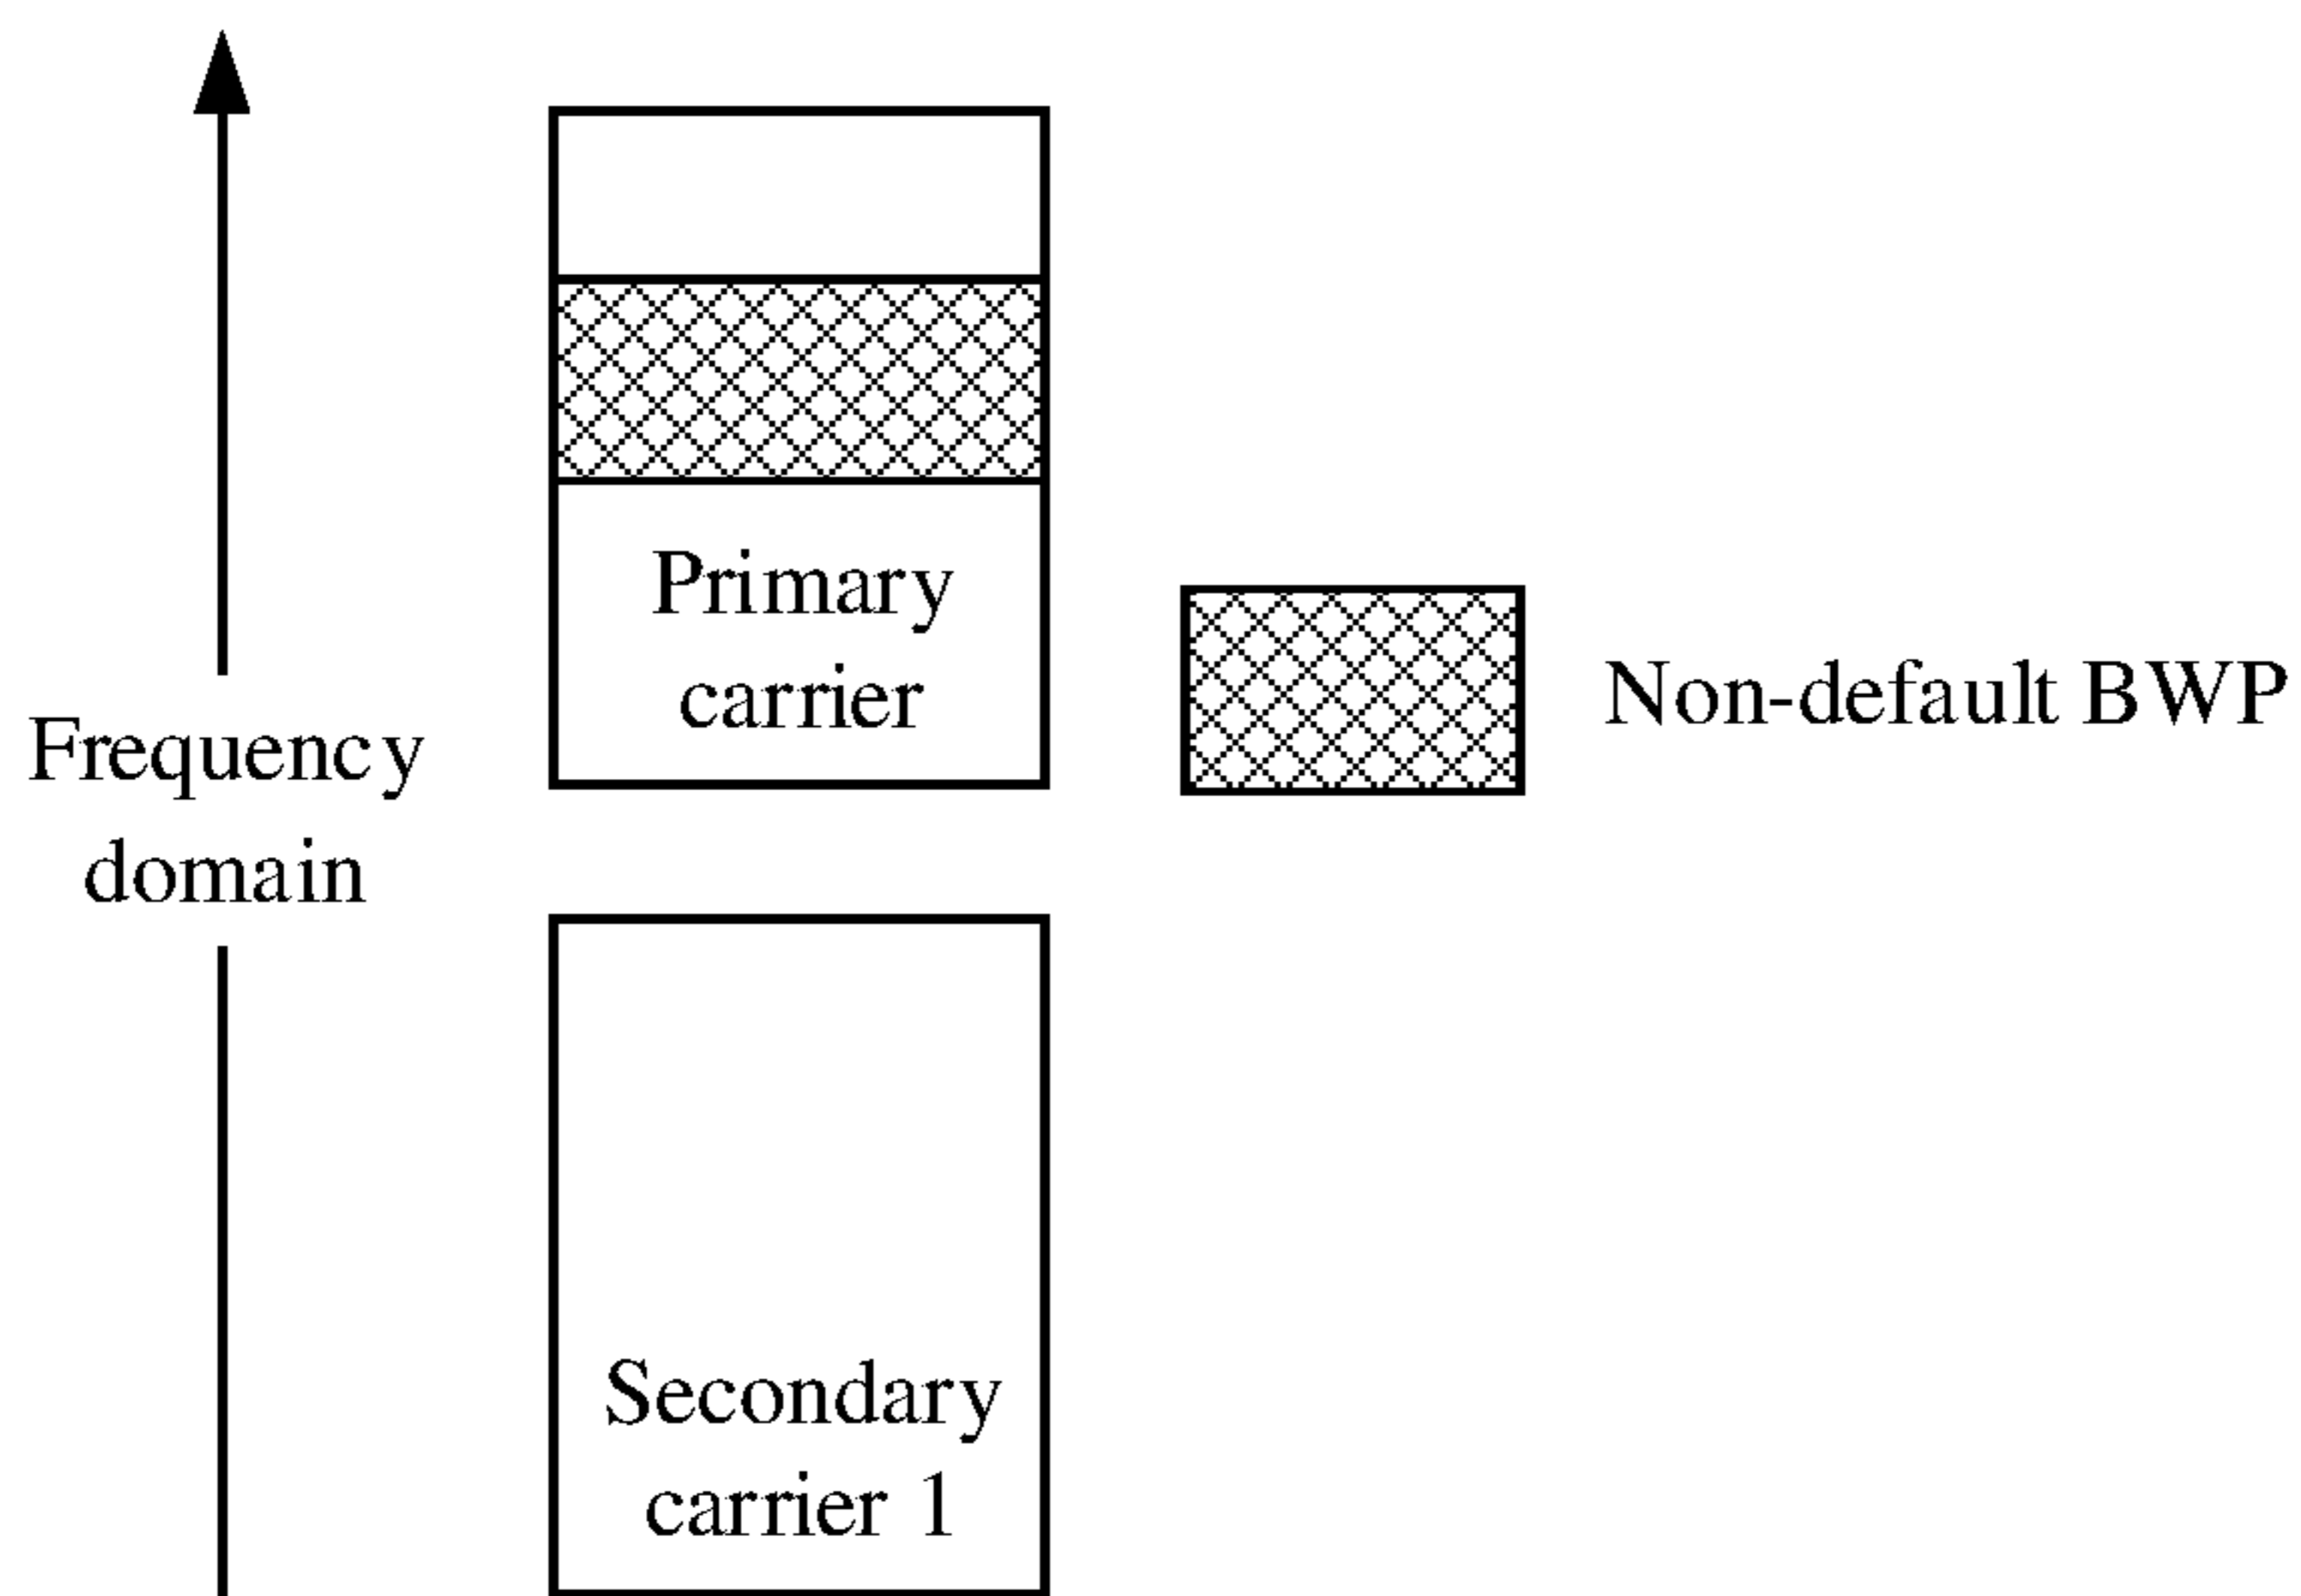 Primary
carrier
Non-default BWP
Frequency
domain
Secondary
carrier 1